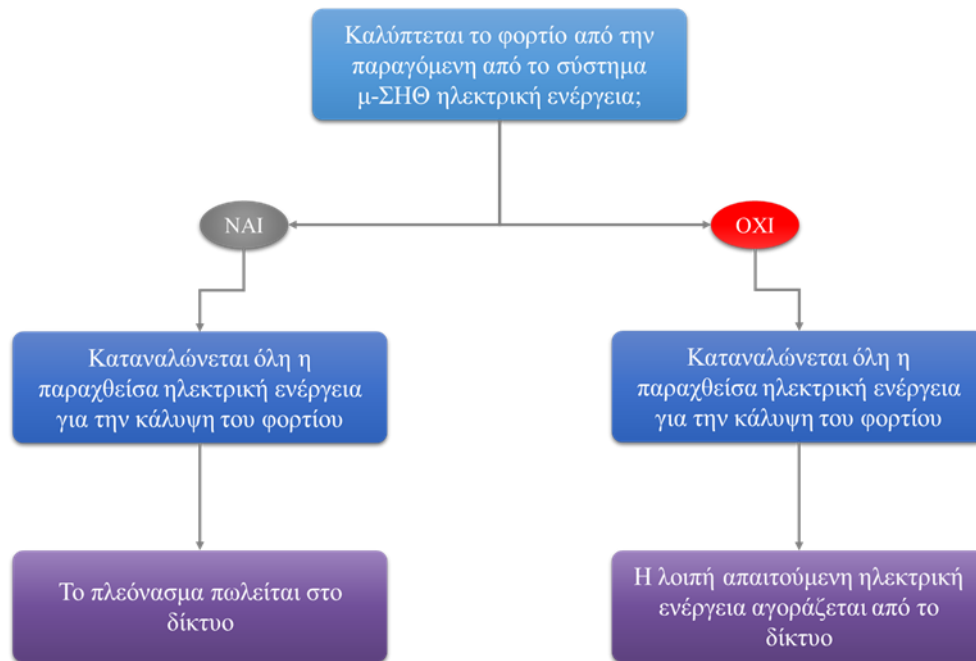 Καλύπτεται το φορτίο από την
παραγόμενη από το σύστημα
μ-ΣΗΘ ηλεκτρική ενέργεια;
ΝΑΙ
ΟΧΙ
Καταναλώνεται όλη η
παραχθείσα ηλεκτρική ενέργεια
για την κάλυψη του φορτίου
Καταναλώνεται όλη η
παραχθείσα ηλεκτρική ενέργεια
για την κάλυψη του φορτίου
Το πλεόνασμα πωλείται στο
δίκτυο
Η λοιπή απαιτούμενη ηλεκτρική
ενέργεια αγοράζεται από το
δίκτυο